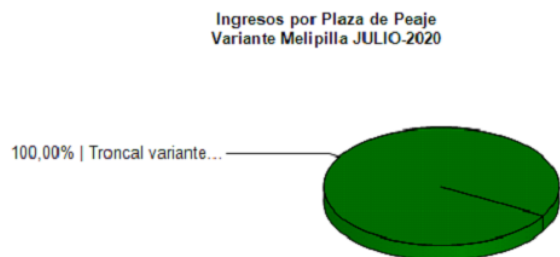 Ingresos por Plaza de Peaje
Variante Melipilla JULIO-2020
100,00% | Troncal variante...